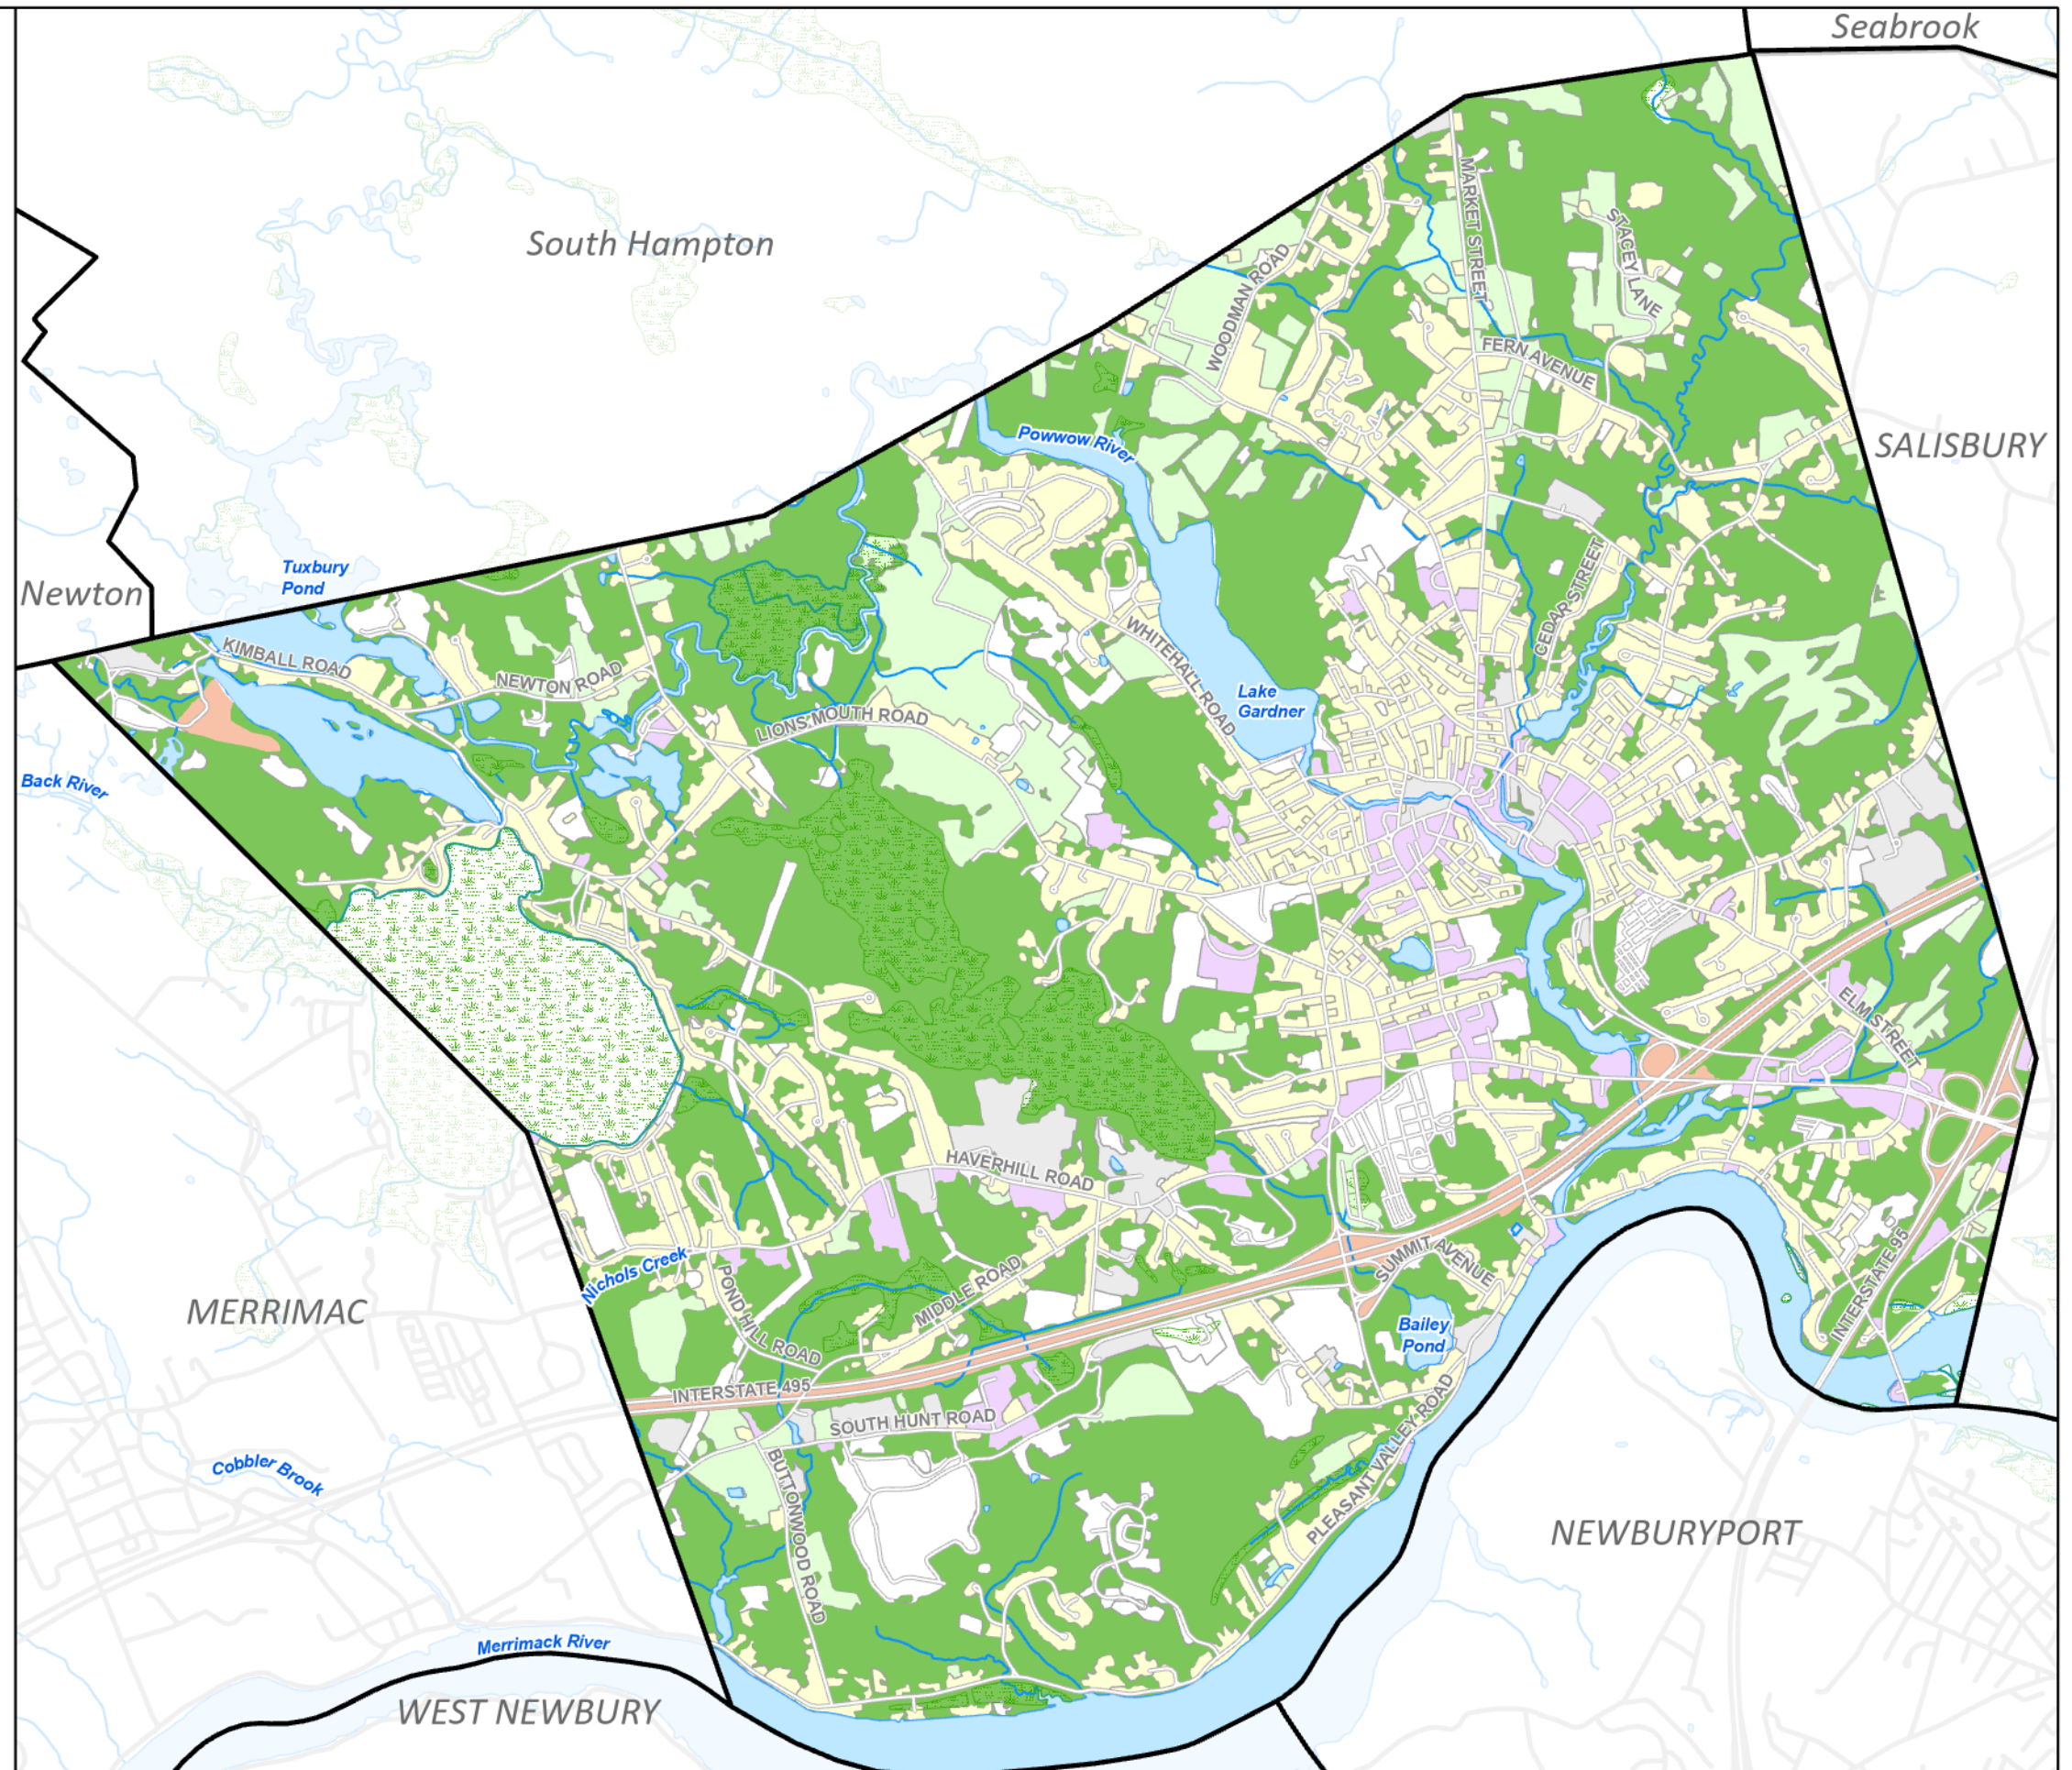 Seabrook
South Hampton
MARKET STREET
STACEY LANE
WOODMAN ROAD
FERN AVENUE
Powwow River
SALISBURY
Tuxbury
Pond
Newton
CEDAR STREET
KIMBALL ROAD
NEWTON ROAD
WHITEHALL ROAD
Lake
Gardner
LIONS MOUTH ROAD
Back River
ELM STREET
HAVERHILL ROAD
Nichols Creek
SUMMIT AVENUE
INTERSTATE 95
MIDDLE ROAD
POND HILL ROAD
MERRIMAC
Bailey
Pond
INTERSTATE 495
SOUTH HUNT ROAD
PLEASANT VALLEY ROAD
Cobbler Brook
BUTTONWOOD ROAD
NEWBURYPORT
Merrimack River
WEST NEWBURY